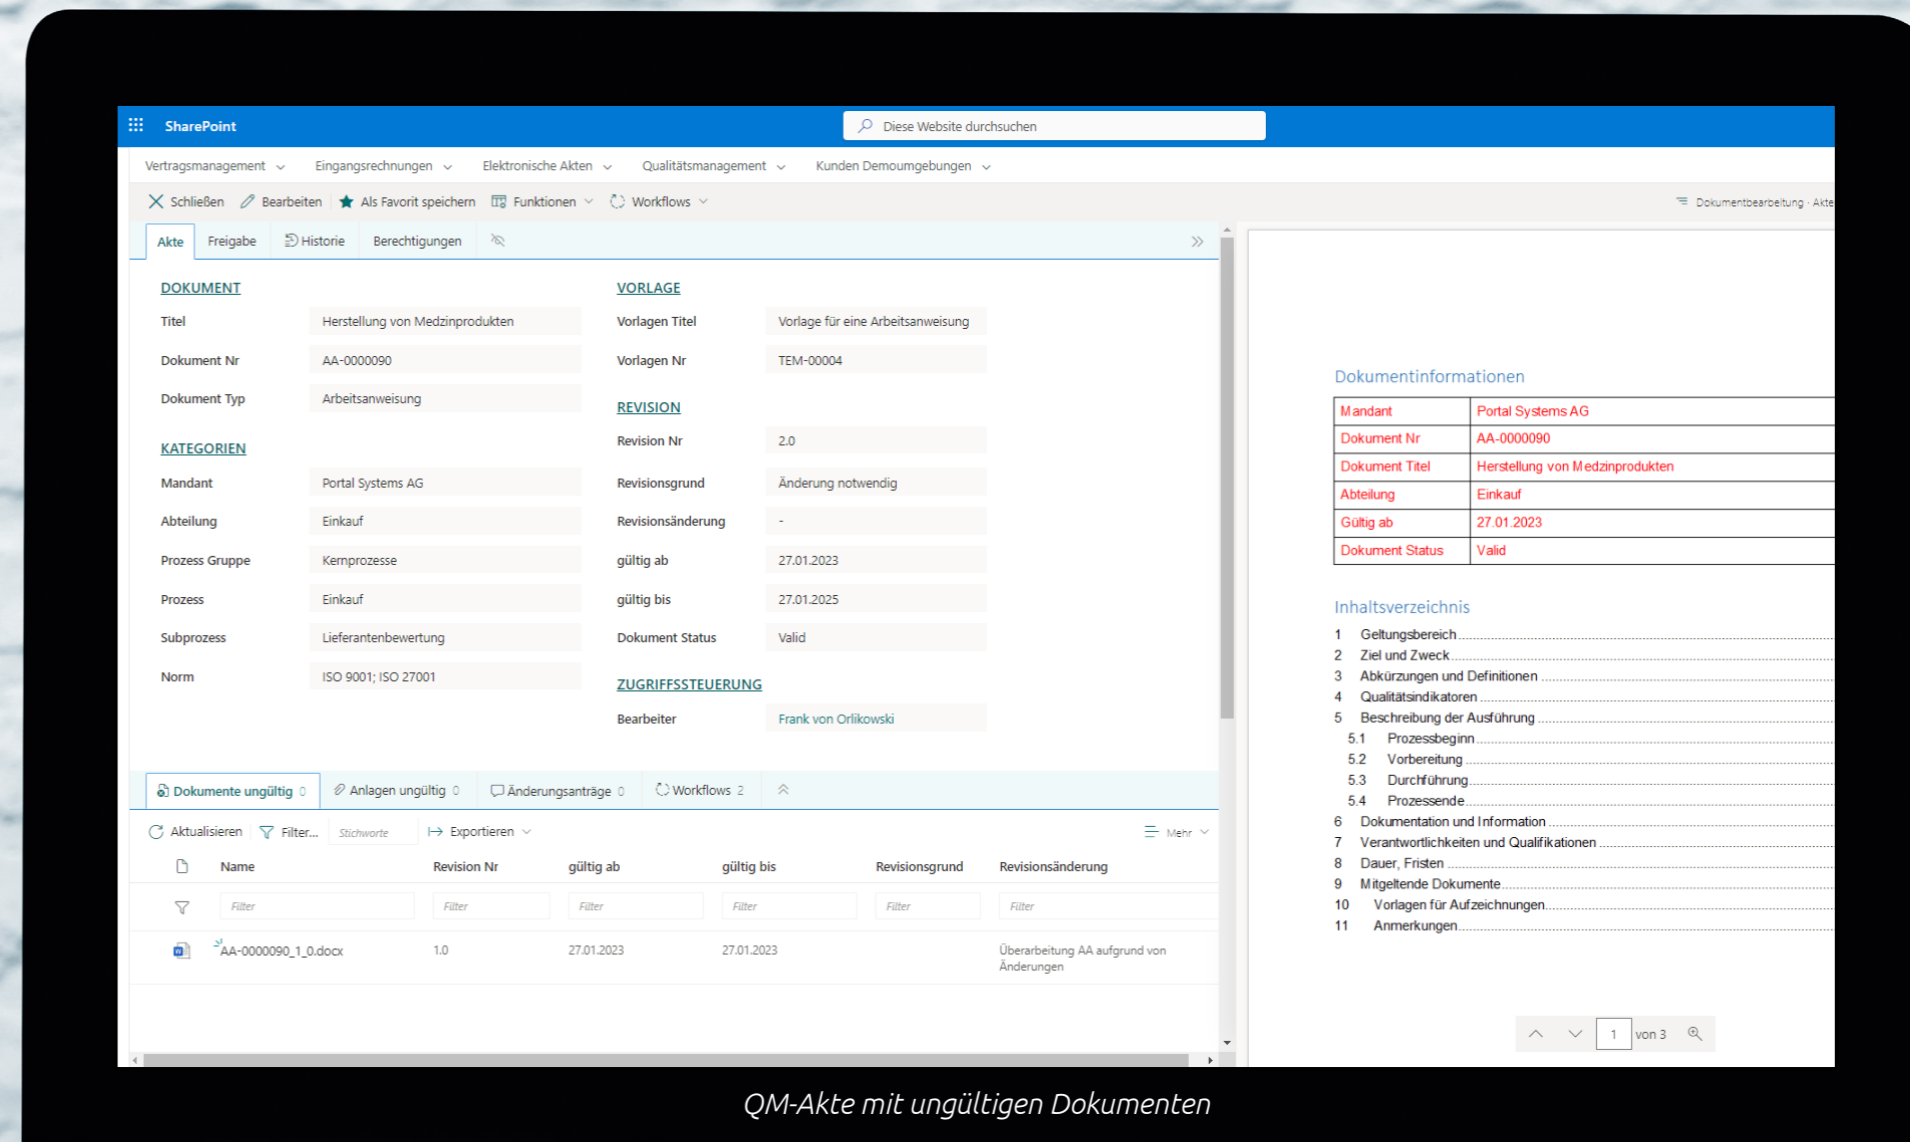 SharePoint
Diese Website durchsuchen
Vertragsmanagement
Eingangsrechnungen
Elektronische Akten
Qualitätsmanagement
Kunden Demoumgebungen
Schließen
Bearbeiten
Als Favorit speichern
Funktionen
Workflows
Dokumentbearbeitung · Akte
Akte
Freigabe
Historie
Berechtigungen
DOKUMENT
Titel Herstellung von Medzinprodukten
Dokument Nr AA-0000090
Dokument Typ Arbeitsanweisung
KATEGORIEN
Mandant Portal Systems AG
Abteilung Einkauf
Prozess Gruppe Kernprozesse
Prozess Einkauf
Subprozess Lieferantenbewertung
Norm ISO 9001; ISO 27001
VORLAGE
Vorlagen Titel Vorlage für eine Arbeitsanweisung
Vorlagen Nr TEM-00004
REVISION
Revision Nr 2.0
Revisionsgrund Änderung notwendig
Revisionsänderung -
gültig ab 27.01.2023
gültig bis 27.01.2025
Dokument Status Valid
ZUGRIFFSSTEUERUNG
Bearbeiter Frank von Orlikowski
Dokumente ungültig 0
Anlagen ungültig 0
Änderungsanträge 0
Workflows 2
Aktualisieren
Filter...
Stichworte
Exportieren
Mehr
Name Revision Nr gültig ab gültig bis Revisionsgrund Revisionsänderung
Filter Filter Filter Filter Filter Filter
AA-0000090_1_0.docx 1.0 27.01.2023 27.01.2023 Überarbeitung AA aufgrund von
Änderungen
Dokumentinformationen
Mandant Portal Systems AG
Dokument Nr AA-0000090
Dokument Titel Herstellung von Medzinprodukten
Abteilung Einkauf
Gültig ab 27.01.2023
Dokument Status Valid
Inhaltsverzeichnis
1 Geltungsbereich
2 Ziel und Zweck
3 Abkürzungen und Definitionen
4 Qualitätsindikatoren
5 Beschreibung der Ausführung
5.1 Prozessbeginn
5.2 Vorbereitung
5.3 Durchführung
5.4 Prozessende
6 Dokumentation und Information
7 Verantwortlichkeiten und Qualifikationen
8 Dauer, Fristen
9 Mitgeltende Dokumente
10 Vorlagen für Aufzeichnungen
11 Anmerkungen
1 von 3
QM-Akte mit ungültigen Dokumenten